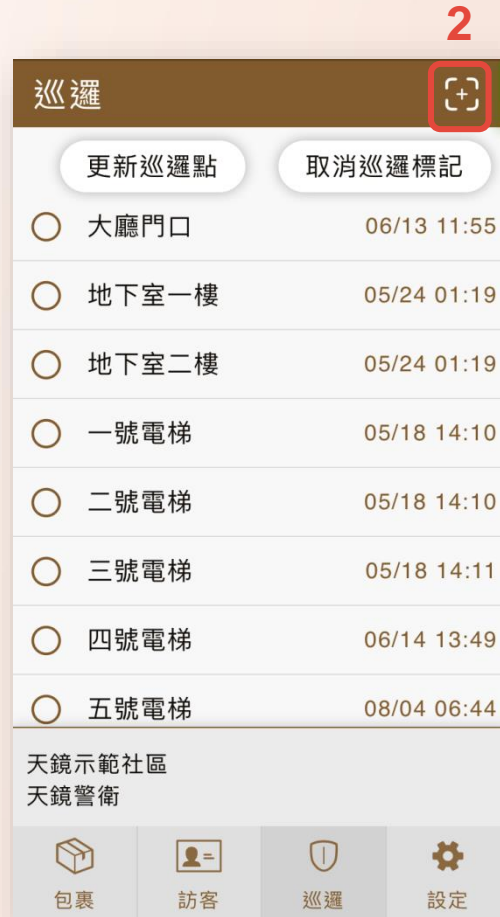 2
巡邏
更新巡邏點 取消巡邏標記
大廳門口 06/13 11:55
地下室一樓 05/24 01:19
地下室二樓 05/24 01:19
一號電梯 05/18 14:10
二號電梯 05/18 14:10
三號電梯 05/18 14:11
四號電梯 06/14 13:49
五號電梯 08/04 06:44
天鏡示範社區
天鏡警衛
包裹 訪客 巡邏 設定